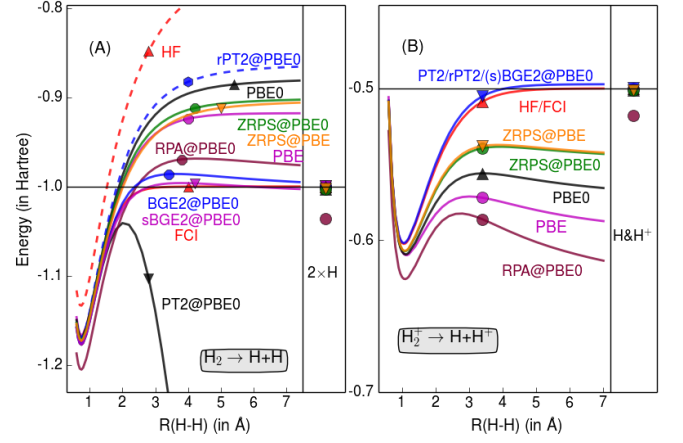 -0.8
-0.9
-1.0
-1.1
-1.2
Energy (in Hartree)
(A)
HF
rPT2@PBE0
PBE0
ZRPS@PBE0
ZRPS@PBE
PBE
RPA@PBE0
BGE2@PBE0
sBGE2@PBE0
FCI
PT2@PBE0
H₂ → H+H
2×H
1 2 3 4 5 6 7
R(H-H) (in Å)
-0.5
-0.6
-0.7
(B)
PT2/rPT2/(s)BGE2@PBE0
HF/FCI
ZRPS@PBE
ZRPS@PBE0
PBE0
PBE
RPA@PBE0
H₂⁺ → H+H⁺
H&H⁺
1 2 3 4 5 6 7
R(H-H) (in Å)